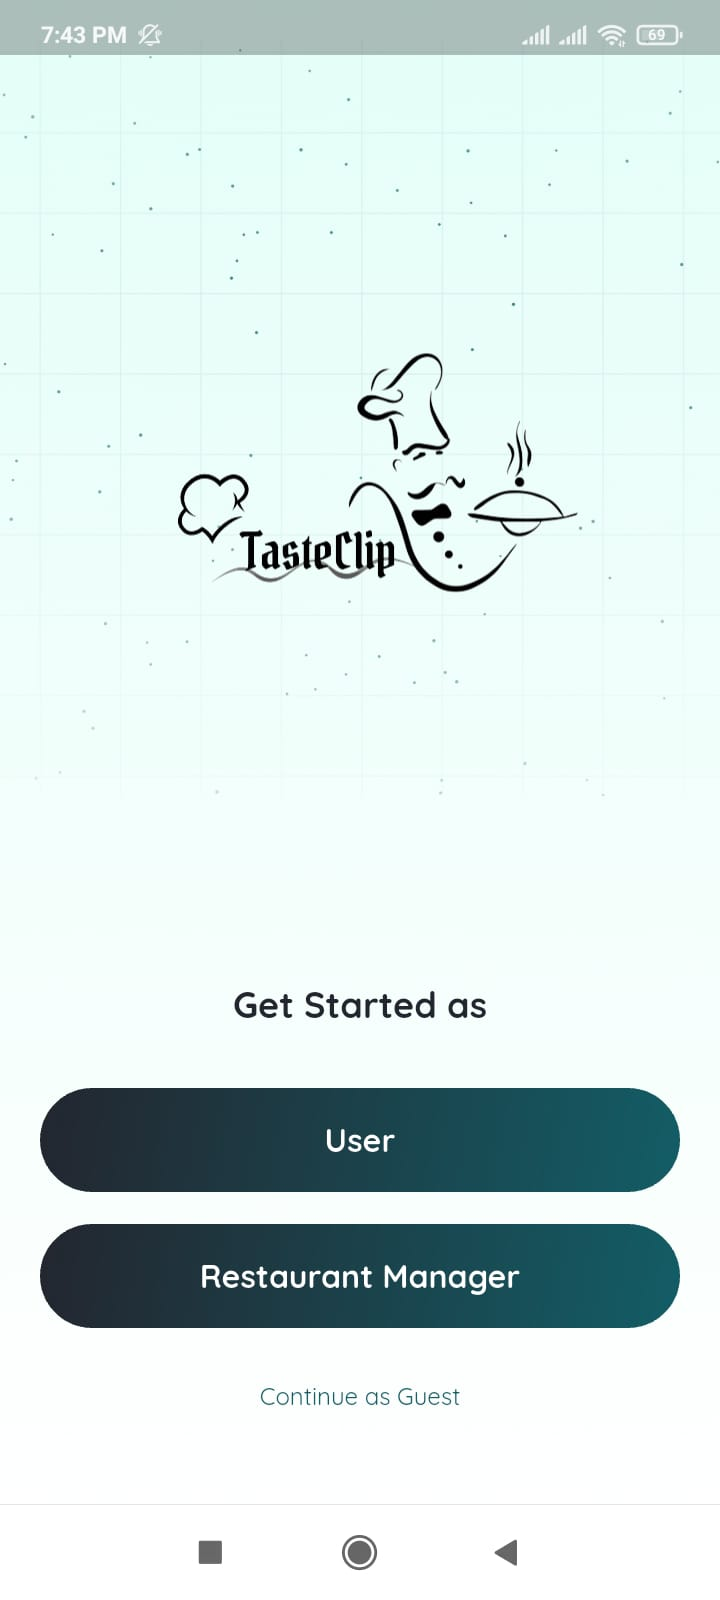 7:43 PM
69
TasteClip
Get Started as
User
Restaurant Manager
Continue as Guest